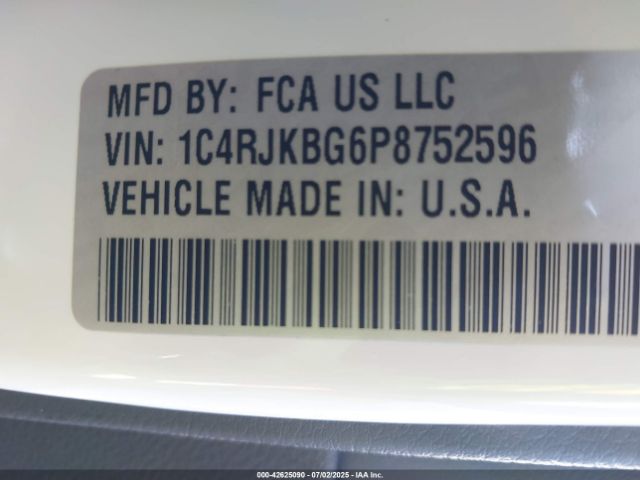 MFD BY: FCA US LLC
VIN: 1C4RJKBG6P8752596
VEHICLE MADE IN: U.S.A.
000-42625090 - 07/02/2025 - IAA Inc.